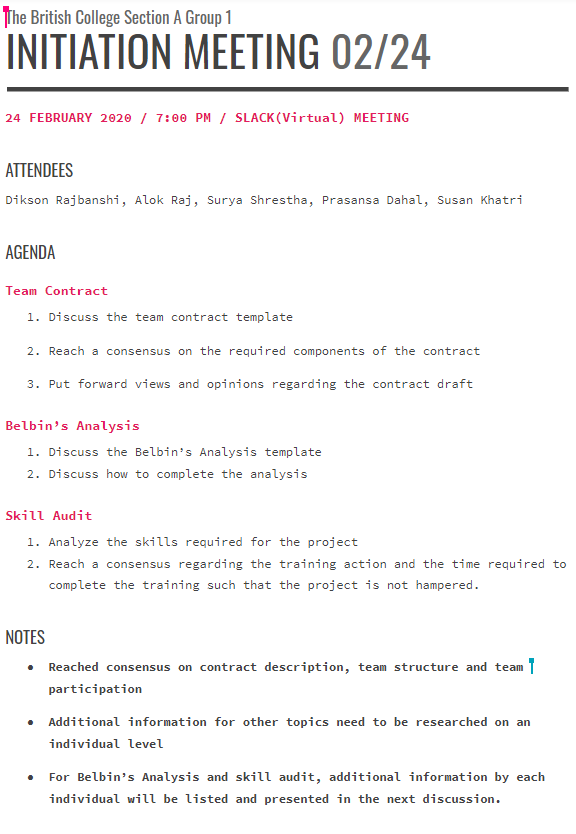 The British College Section A Group 1
INITIATION MEETING 02/24
24 FEBRUARY 2020 / 7:00 PM / SLACK(Virtual) MEETING
ATTENDEES
Dikson Rajbanshi, Alok Raj, Surya Shrestha, Prasansa Dahal, Susan Khatri
AGENDA
Team Contract
1. Discuss the team contract template
2. Reach a consensus on the required components of the contract
3. Put forward views and opinions regarding the contract draft
Belbin’s Analysis
1. Discuss the Belbin’s Analysis template
2. Discuss how to complete the analysis
Skill Audit
1. Analyze the skills required for the project
2. Reach a consensus regarding the training action and the time required to
complete the training such that the project is not hampered.
NOTES
● Reached consensus on contract description, team structure and team
participation
● Additional information for other topics need to be researched on an
individual level
● For Belbin’s Analysis and skill audit, additional information by each
individual will be listed and presented in the next discussion.